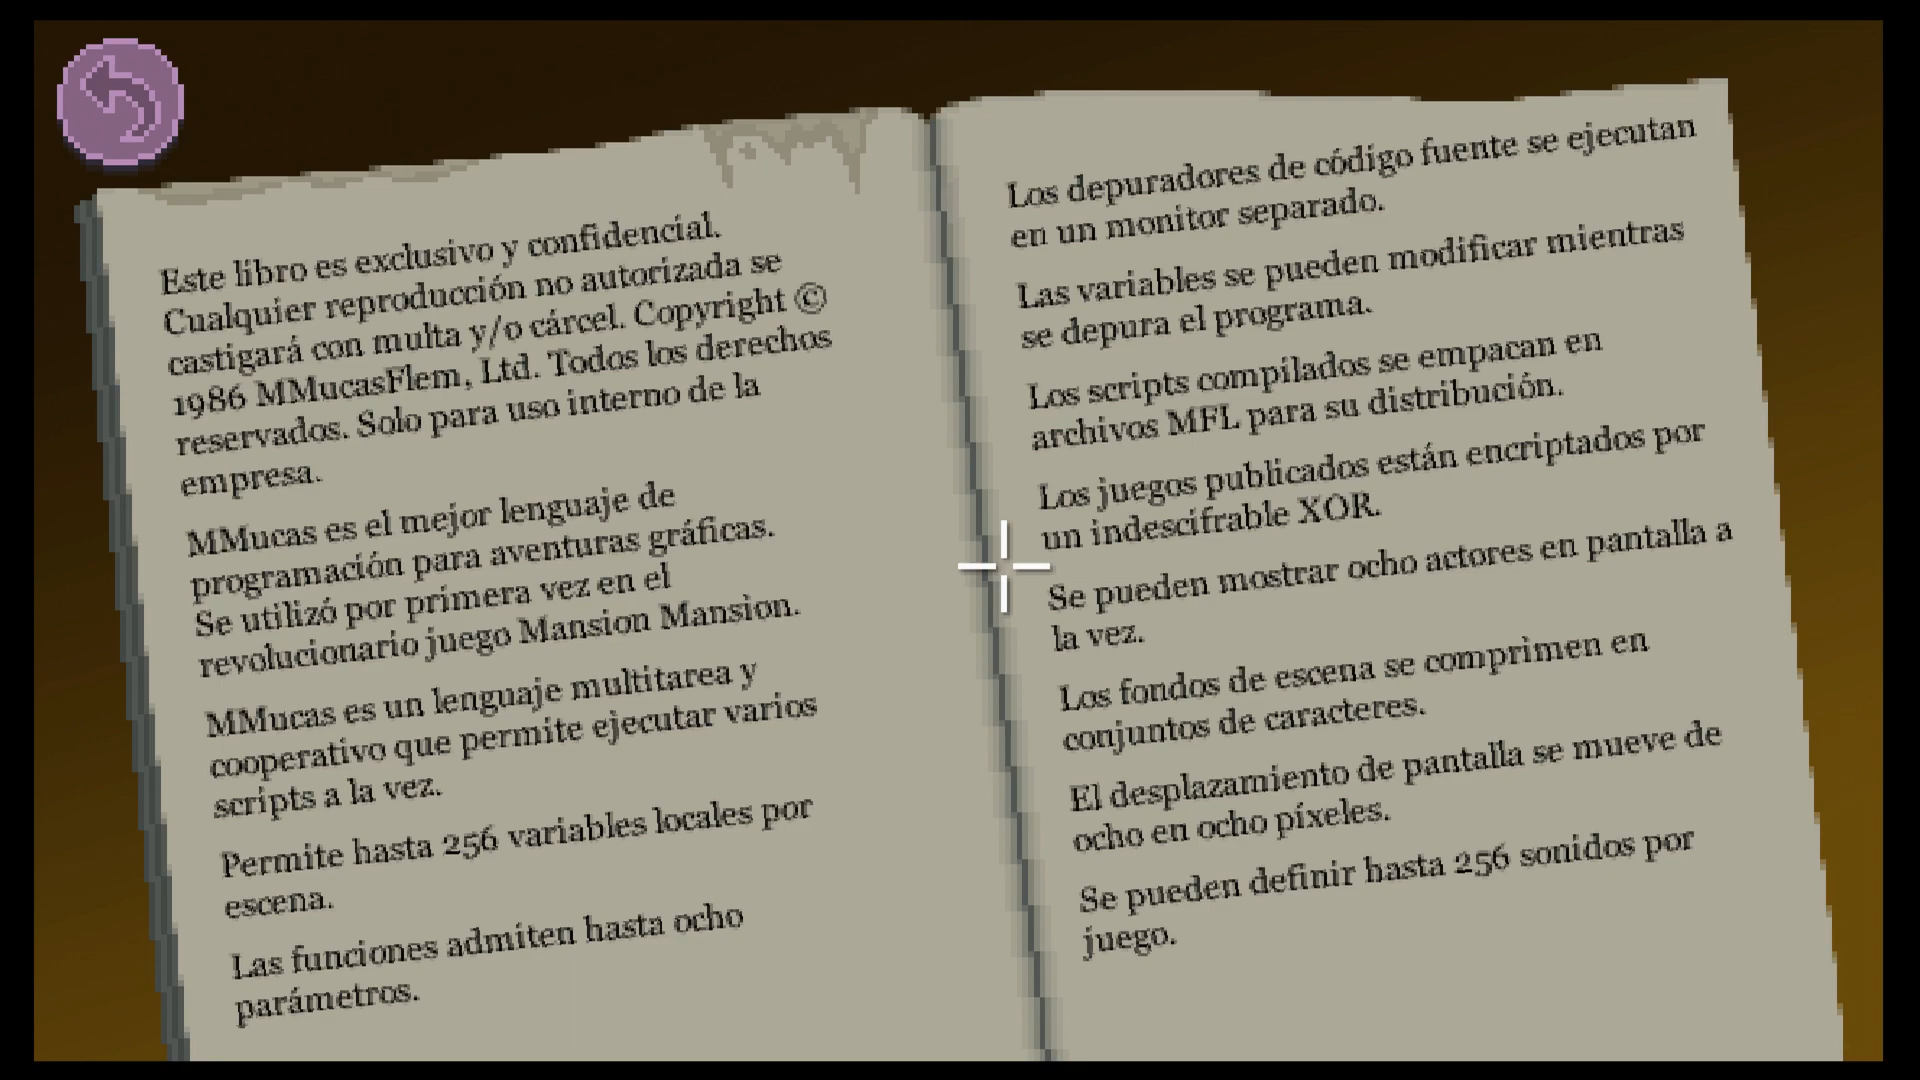 Este libro es exclusivo y confidencial.
Cualquier reproducción no autorizada se
castigará con multa y/o cárcel. Copyright ©
1986 MMucasFlem, Ltd. Todos los derechos
reservados. Solo para uso interno de la
empresa.
MMucas es el mejor lenguaje de
programación para aventuras gráficas.
Se utilizó por primera vez en el
revolucionario juego Mansion Mansion.
MMucas es un lenguaje multitarea y
cooperativo que permite ejecutar varios
scripts a la vez.
Permite hasta 256 variables locales por
escena.
Las funciones admiten hasta ocho
parámetros.
Los depuradores de código fuente se ejecutan
en un monitor separado.
Las variables se pueden modificar mientras
se depura el programa.
Los scripts compilados se empacan en
archivos MFL para su distribución.
Los juegos publicados están encriptados por
un indescifrable XOR.
Se pueden mostrar ocho actores en pantalla a
la vez.
Los fondos de escena se comprimen en
conjuntos de caracteres.
El desplazamiento de pantalla se mueve de
ocho en ocho píxeles.
Se pueden definir hasta 256 sonidos por
juego.